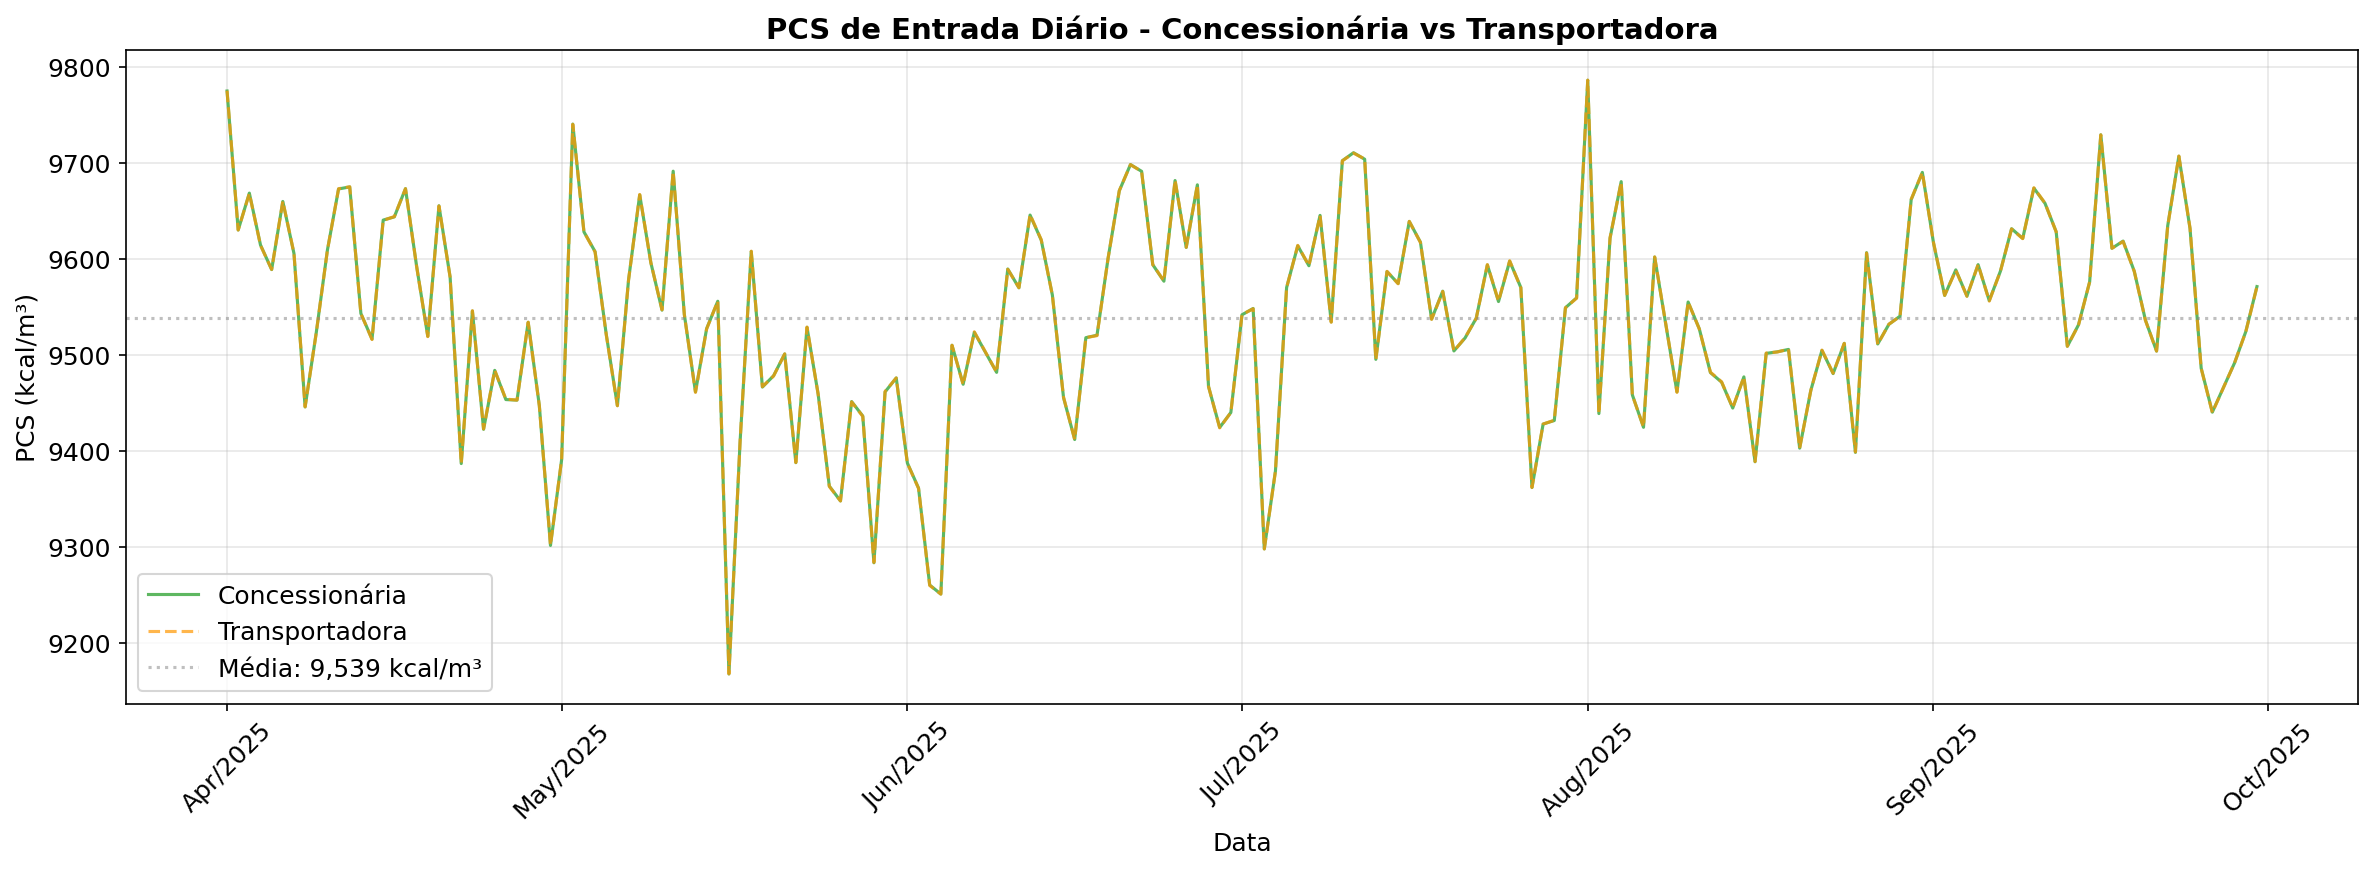 PCS de Entrada Diário - Concessionária vs Transportadora
PCS (kcal/m³)
9800
9700
9600
9500
9400
9300
9200
Concessionária
Transportadora
Média: 9,539 kcal/m³
Apr/2025
May/2025
Jun/2025
Jul/2025
Aug/2025
Sep/2025
Oct/2025
Data